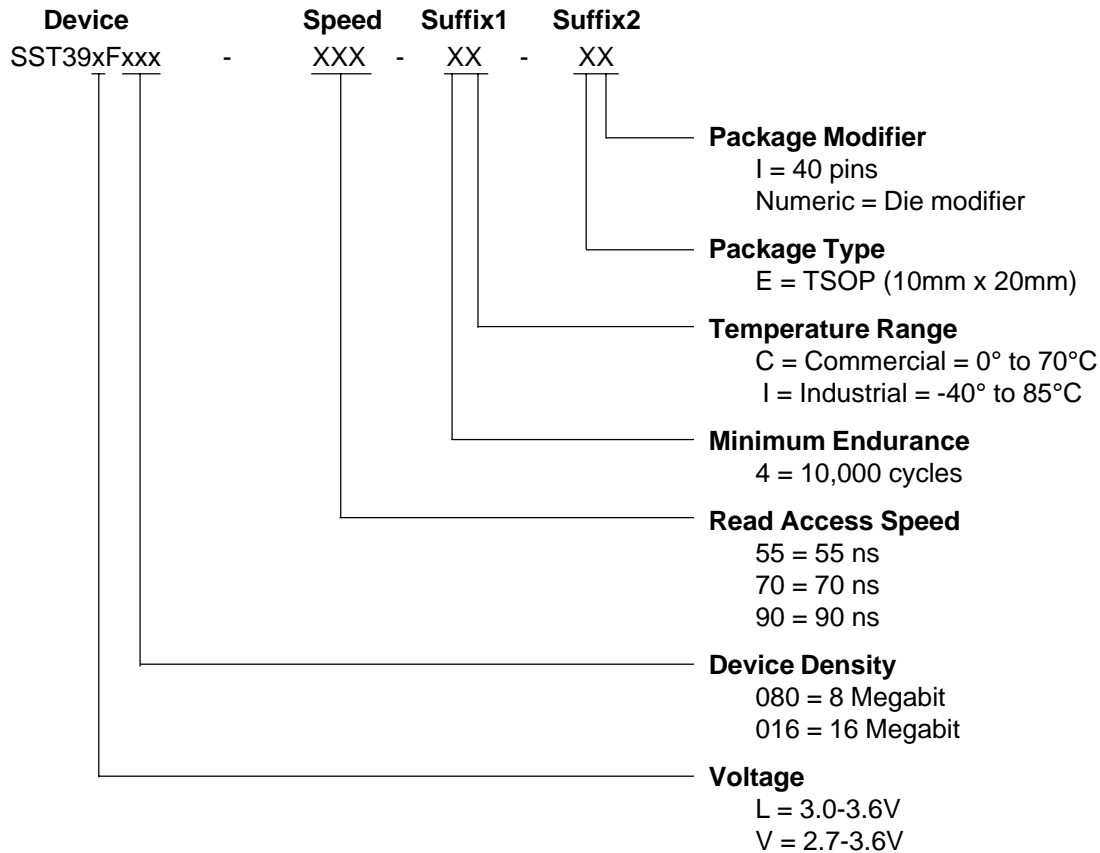 Device Speed Suffix1 Suffix2
SST39xFxxx - XXX - XX - XX
Package Modifier
I = 40 pins
Numeric = Die modifier
Package Type
E = TSOP (10mm x 20mm)
Temperature Range
C = Commercial = 0° to 70°C
I = Industrial = -40° to 85°C
Minimum Endurance
4 = 10,000 cycles
Read Access Speed
55 = 55 ns
70 = 70 ns
90 = 90 ns
Device Density
080 = 8 Megabit
016 = 16 Megabit
Voltage
L = 3.0-3.6V
V = 2.7-3.6V